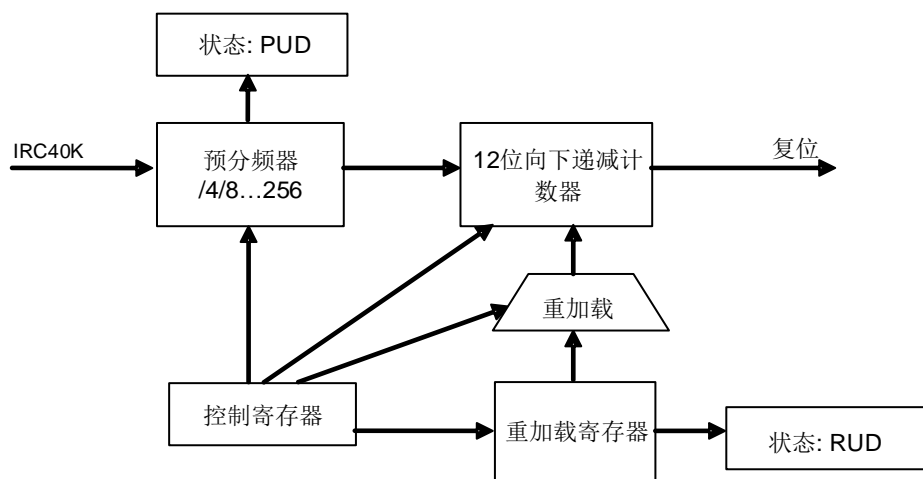 状态: PUD
IRC40K
预分频器
/4/8…256
12位向下递减计
数器
复位
重加载
控制寄存器
重加载寄存器
状态: RUD